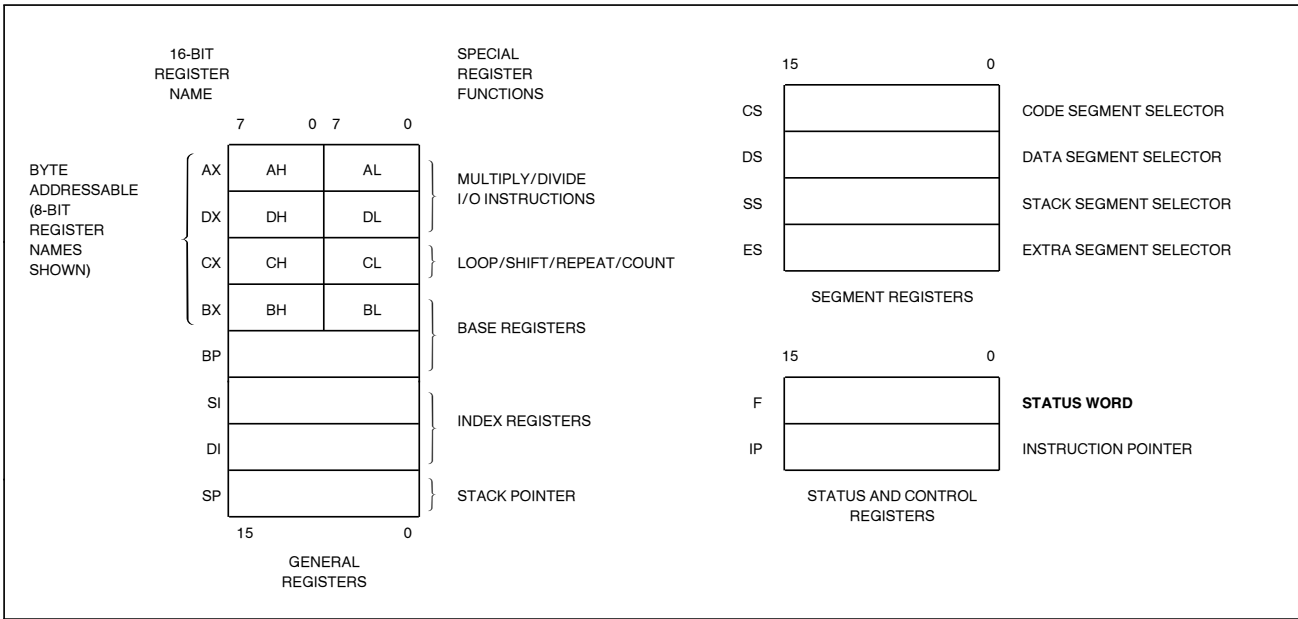 16-BIT
REGISTER
NAME
SPECIAL
REGISTER
FUNCTIONS
7 0 7 0
BYTE
ADDRESSABLE
(8-BIT
REGISTER
NAMES
SHOWN)
AX AH AL
DX DH DL
MULTIPLY/DIVIDE
I/O INSTRUCTIONS
CX CH CL LOOP/SHIFT/REPEAT/COUNT
BX BH BL
BP
BASE REGISTERS
SI
DI
INDEX REGISTERS
SP STACK POINTER
15 0
GENERAL
REGISTERS
15 0
CS CODE SEGMENT SELECTOR
DS DATA SEGMENT SELECTOR
SS STACK SEGMENT SELECTOR
ES EXTRA SEGMENT SELECTOR
SEGMENT REGISTERS
15 0
F STATUS WORD
IP INSTRUCTION POINTER
STATUS AND CONTROL
REGISTERS